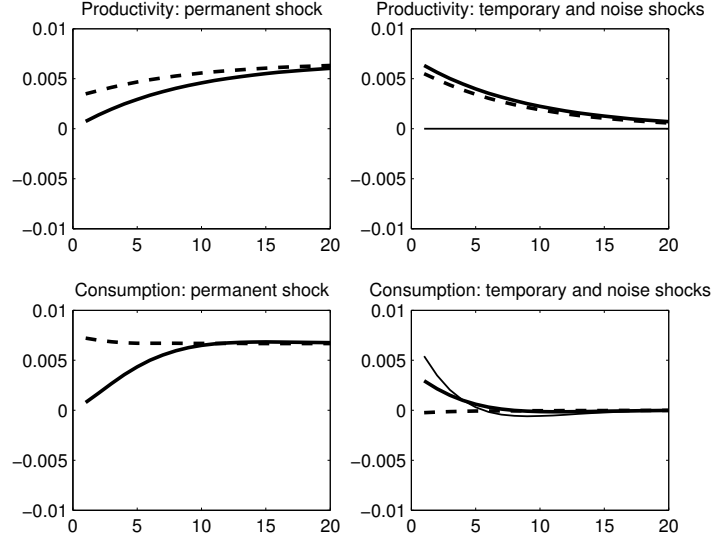 Productivity: permanent shock
0.01
0.005
0
−0.005
−0.01
0 5 10 15 20
Productivity: temporary and noise shocks
0.01
0.005
0
−0.005
−0.01
0 5 10 15 20
Consumption: permanent shock
0.01
0.005
0
−0.005
−0.01
0 5 10 15 20
Consumption: temporary and noise shocks
0.01
0.005
0
−0.005
−0.01
0 5 10 15 20